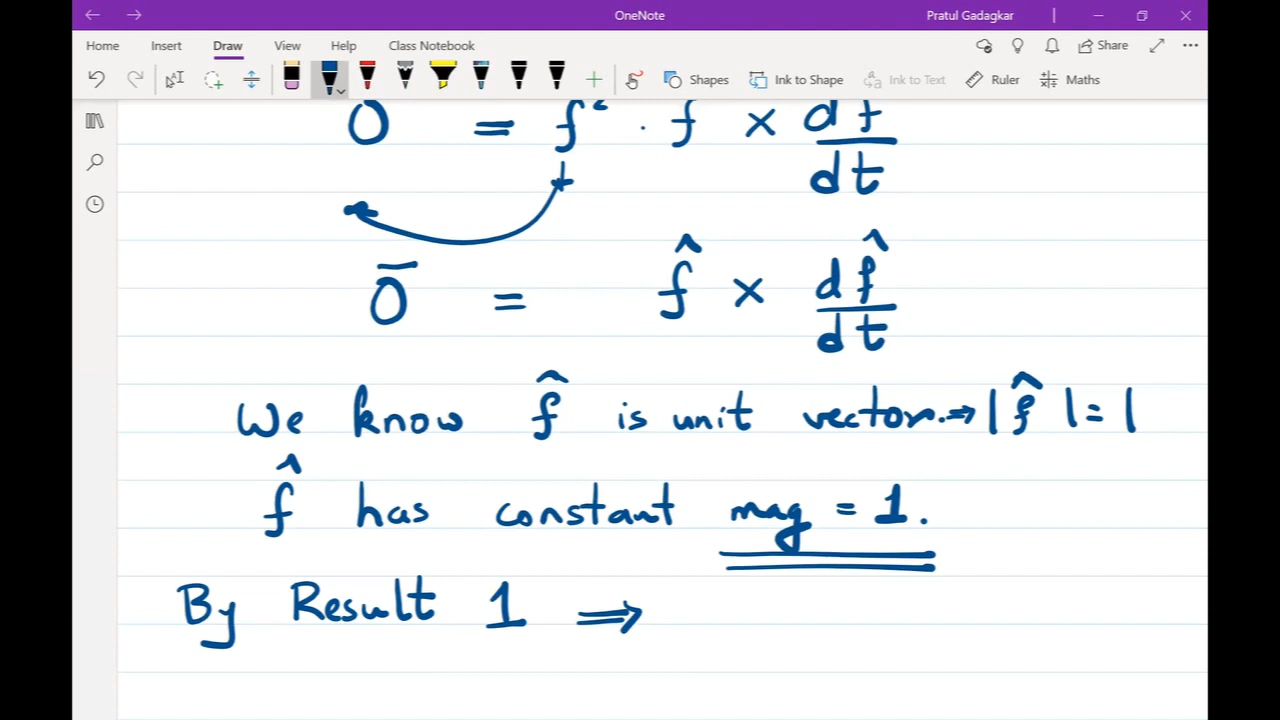 OneNote
Pratul Gadagkar
Home Insert Draw View Help Class Notebook
Share
Shapes Ink to Shape Ink to Text Ruler Maths
0 = f² · f × df/dt
0̅ = f̂ × df̂/dt
We know f̂ is unit vector. ⇒ | f̂ | = 1
f̂ has constant mag = 1.
By Result 1 ⇒